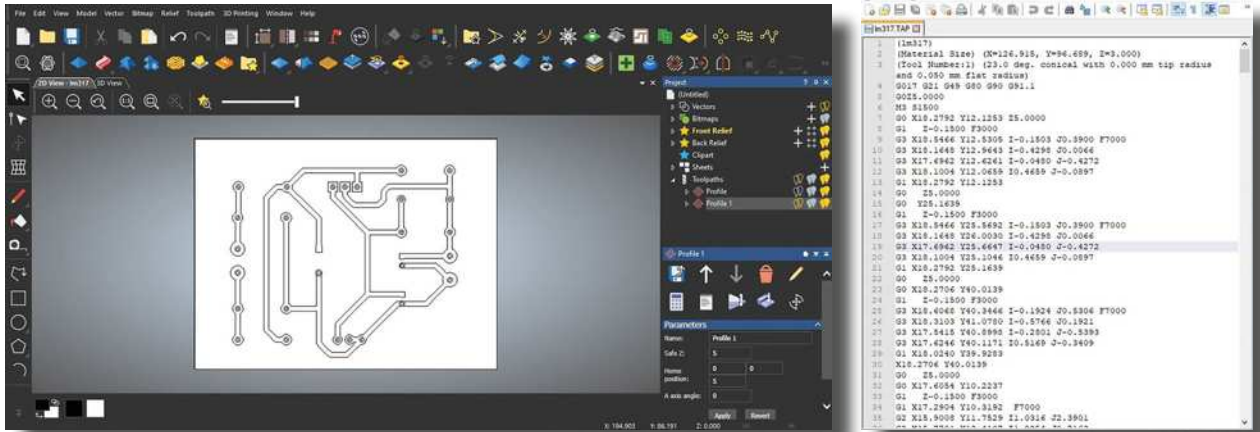 File Edit View Model Vector Bitmap Relief Toolpath 3D Printing Window Help
2D View - lm317 3D View
Project
(Untitled)
Vectors
Bitmaps
Front Relief
Back Relief
Clipart
Sheets
Toolpaths
Profile
Profile 1
Profile 1
Parameters
Name: Profile 1
Safe Z: 5
Home position: 0 0
5
A axis angle: 0
Apply Revert
X: 104.903 Y: 86.191 Z: 0.000
lm317.TAP
1 (lm317)
2 (Material Size) (X=126.915, Y=96.659, Z=3.000)
3 (Tool Number:1) (23.0 deg. conical with 0.000 mm tip radius
and 0.050 mm flat radius)
4 G017 G21 G49 G80 G90 G91.1
5 G0Z5.0000
6 M3 S1500
7 G0 X18.2792 Y12.1253 Z5.0000
8 G1 Z-0.1500 F3000
9 G3 X18.5466 Y12.5305 I-0.1503 J0.3900 F7000
10 G3 X18.1648 Y12.9643 I-0.4298 J0.0066
11 G3 X17.6962 Y12.6261 I-0.0480 J-0.4272
12 G3 X18.1004 Y12.0659 I0.4659 J-0.0897
13 G1 X18.2792 Y12.1253
14 G0 Z5.0000
15 G0 Y25.1639
16 G1 Z-0.1500 F3000
17 G3 X18.5466 Y25.5692 I-0.1503 J0.3900 F7000
18 G3 X18.1648 Y26.0030 I-0.4298 J0.0066
19 G3 X17.6962 Y25.6647 I-0.0480 J-0.4272
20 G3 X18.1004 Y25.1046 I0.4659 J-0.0897
21 G1 X18.2792 Y25.1639
22 G0 Z5.0000
23 G0 X18.2706 Y40.0139
24 G1 Z-0.1500 F3000
25 G3 X18.6068 Y40.3466 I-0.1924 J0.5306 F7000
26 G3 X18.3103 Y41.0780 I-0.5766 J0.1921
27 G3 X17.5415 Y40.8998 I-0.2801 J-0.5393
28 G3 X17.6246 Y40.1171 I0.5169 J-0.3409
29 G1 X18.0240 Y39.9283
30 X18.2706 Y40.0139
31 G0 Z5.0000
32 G0 X17.6054 Y10.2237
33 G1 Z-0.1500 F3000
34 G1 X17.2904 Y10.3192 F7000
35 G2 X15.9008 Y11.7529 I1.0316 J2.3901